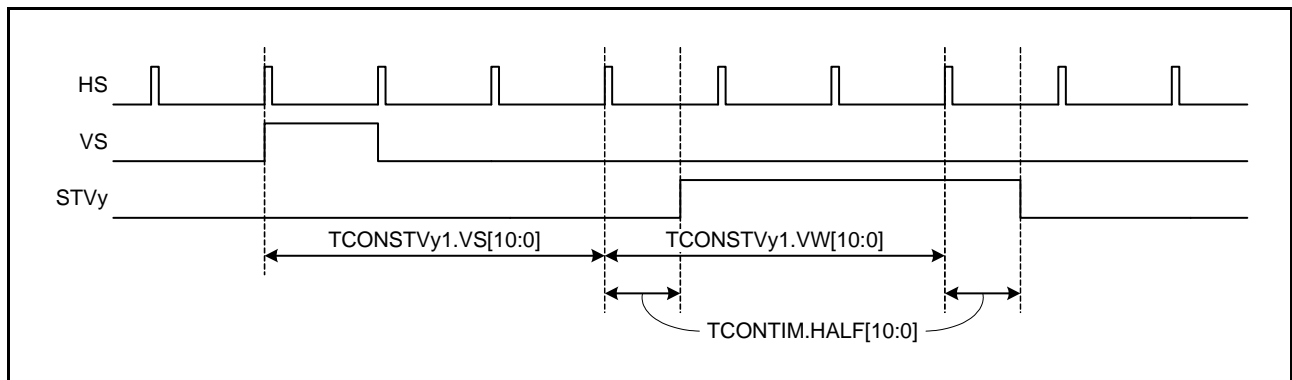 HS
VS
STVy
TCONSTVy1.VS[10:0] TCONSTVy1.VW[10:0]
TCONTIM.HALF[10:0]